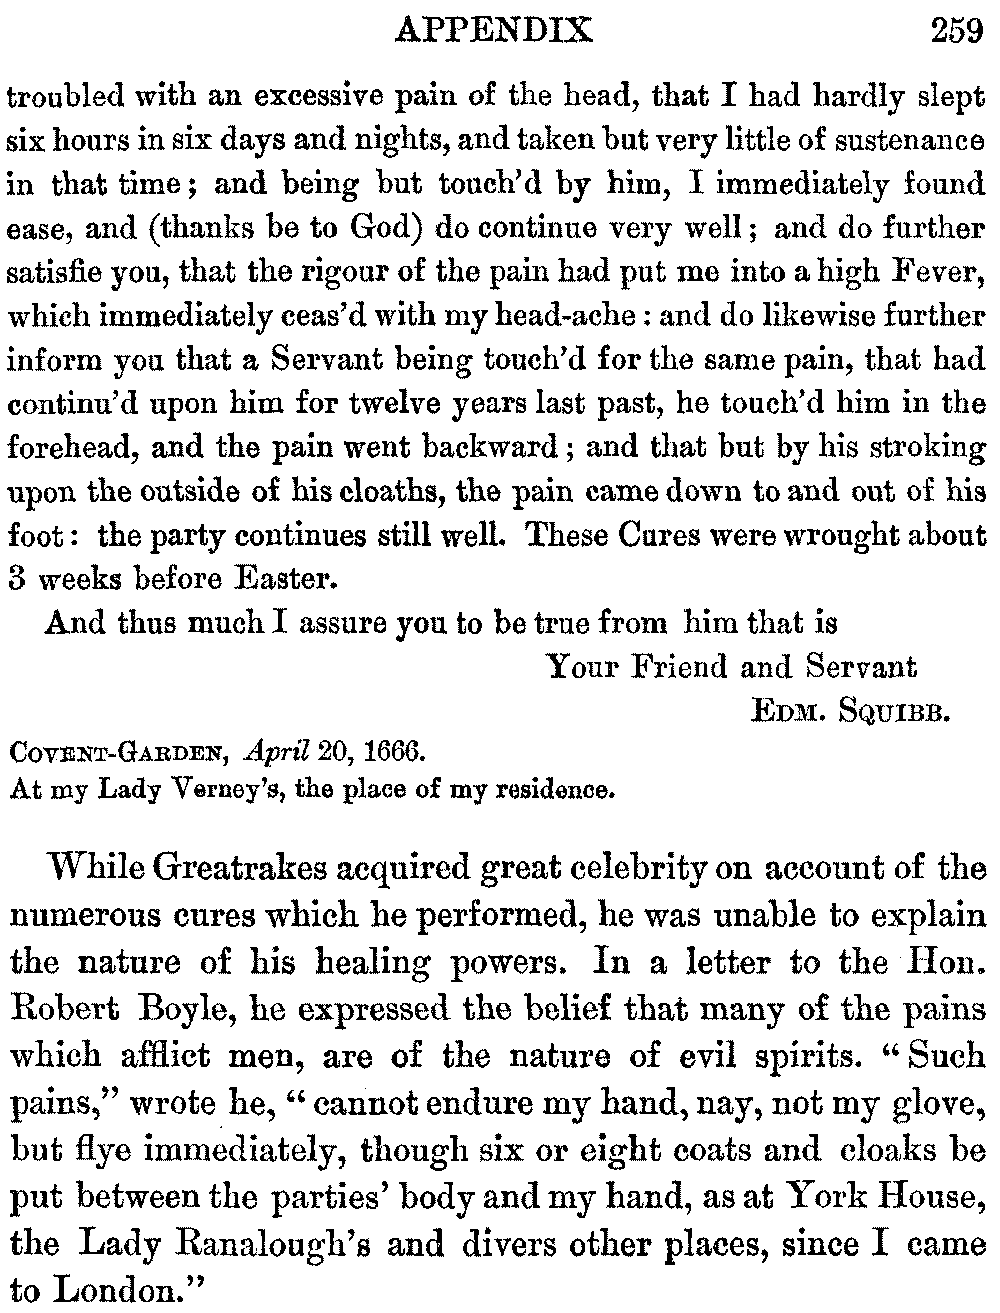 APPENDIX 259
troubled with an excessive pain of the head, that I had hardly slept
six hours in six days and nights, and taken but very little of sustenance
in that time; and being but touch'd by him, I immediately found
ease, and (thanks be to God) do continue very well; and do further
satisfie you, that the rigour of the pain had put me into a high Fever,
which immediately ceas'd with my head-ache: and do likewise further
inform you that a Servant being touch'd for the same pain, that had
continu'd upon him for twelve years last past, he touch'd him in the
forehead, and the pain went backward; and that but by his stroking
upon the outside of his cloaths, the pain came down to and out of his
foot: the party continues still well. These Cures were wrought about
3 weeks before Easter.
And thus much I assure you to be true from him that is
Your Friend and Servant
EDM. SQUIBB.
COVENT-GARDEN, April 20, 1666.
At my Lady Verney's, the place of my residence.
While Greatrakes acquired great celebrity on account of the
numerous cures which he performed, he was unable to explain
the nature of his healing powers. In a letter to the Hon.
Robert Boyle, he expressed the belief that many of the pains
which afflict men, are of the nature of evil spirits. "Such
pains," wrote he, "cannot endure my hand, nay, not my glove,
but flye immediately, though six or eight coats and cloaks be
put between the parties' body and my hand, as at York House,
the Lady Ranalough's and divers other places, since I came
to London."